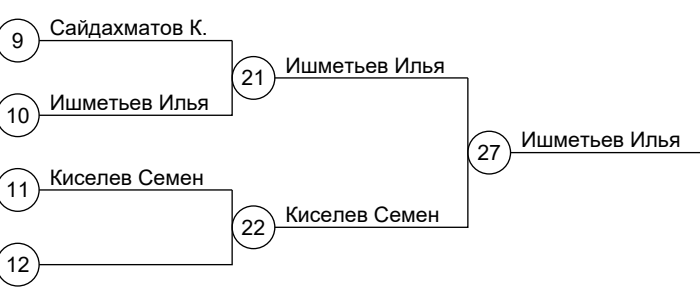 9 Сайдахматов К.
21 Ишметьев Илья
10 Ишметьев Илья
27 Ишметьев Илья
11 Киселев Семен
22 Киселев Семен
12